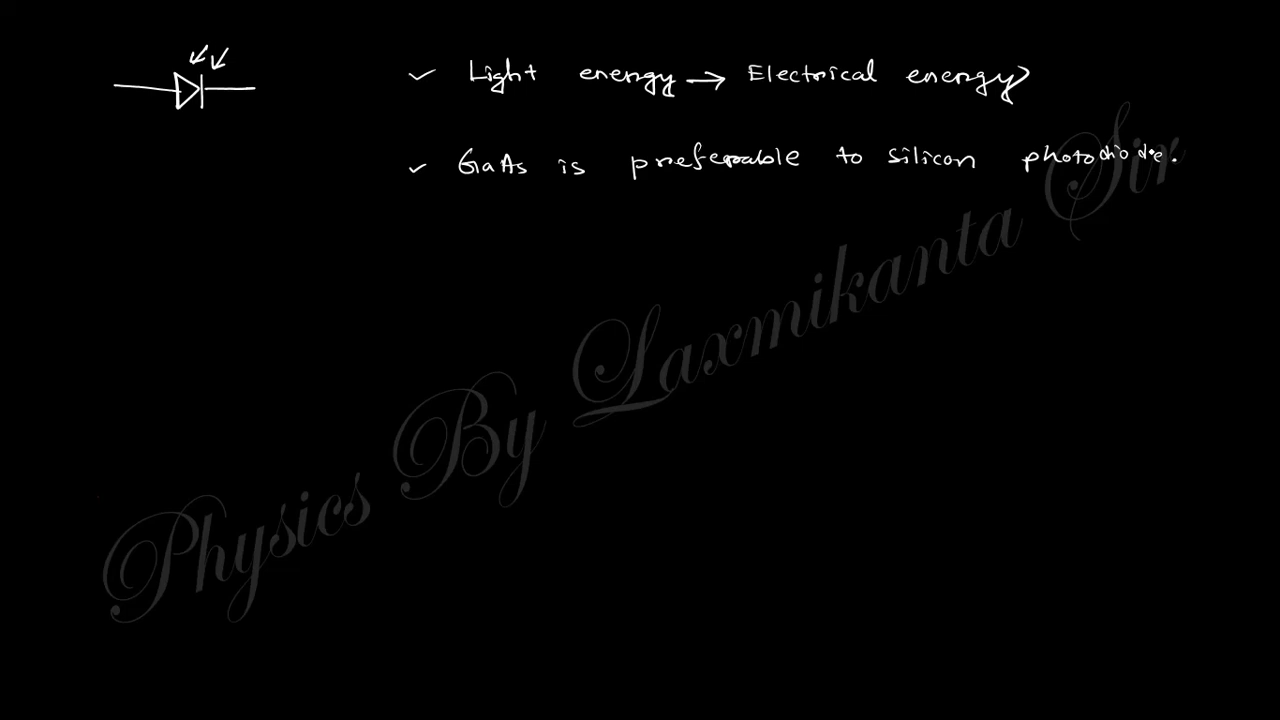 ✓ Light energy → Electrical energy
✓ GaAs is preferable to silicon photodiode.
Physics By Laxmikanta Sir